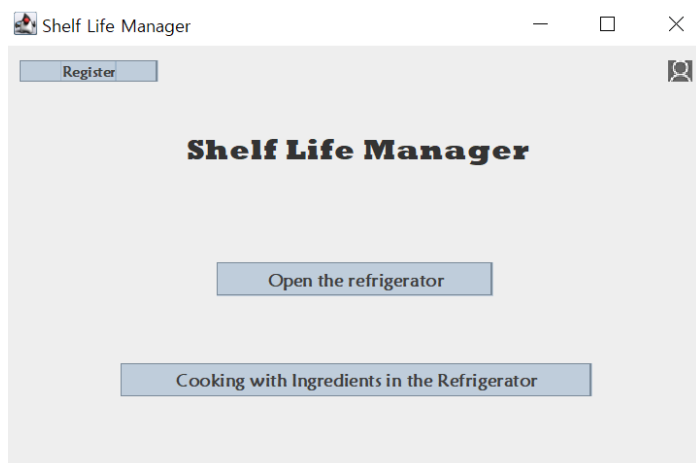 Shelf Life Manager
Register
Shelf Life Manager
Open the refrigerator
Cooking with Ingredients in the Refrigerator